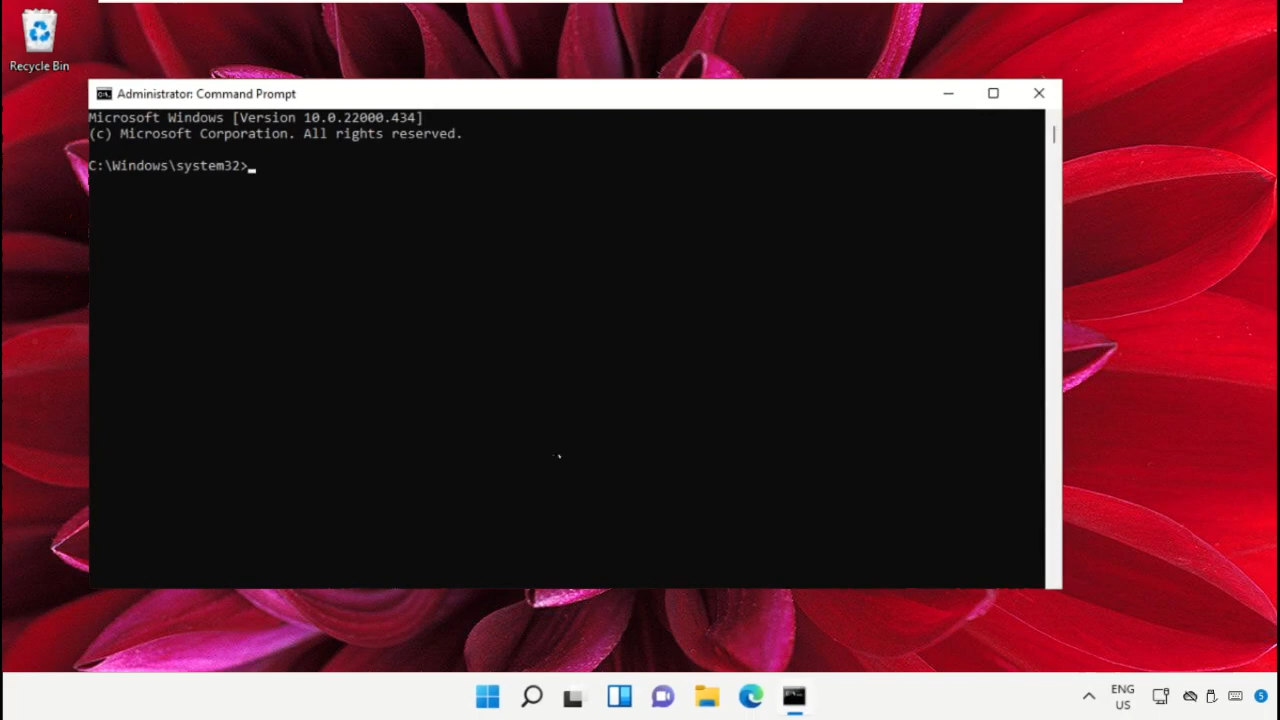 Recycle Bin
Administrator: Command Prompt
Microsoft Windows [Version 10.0.22000.434]
(c) Microsoft Corporation. All rights reserved.
C:\Windows\system32>
ENG
US
5